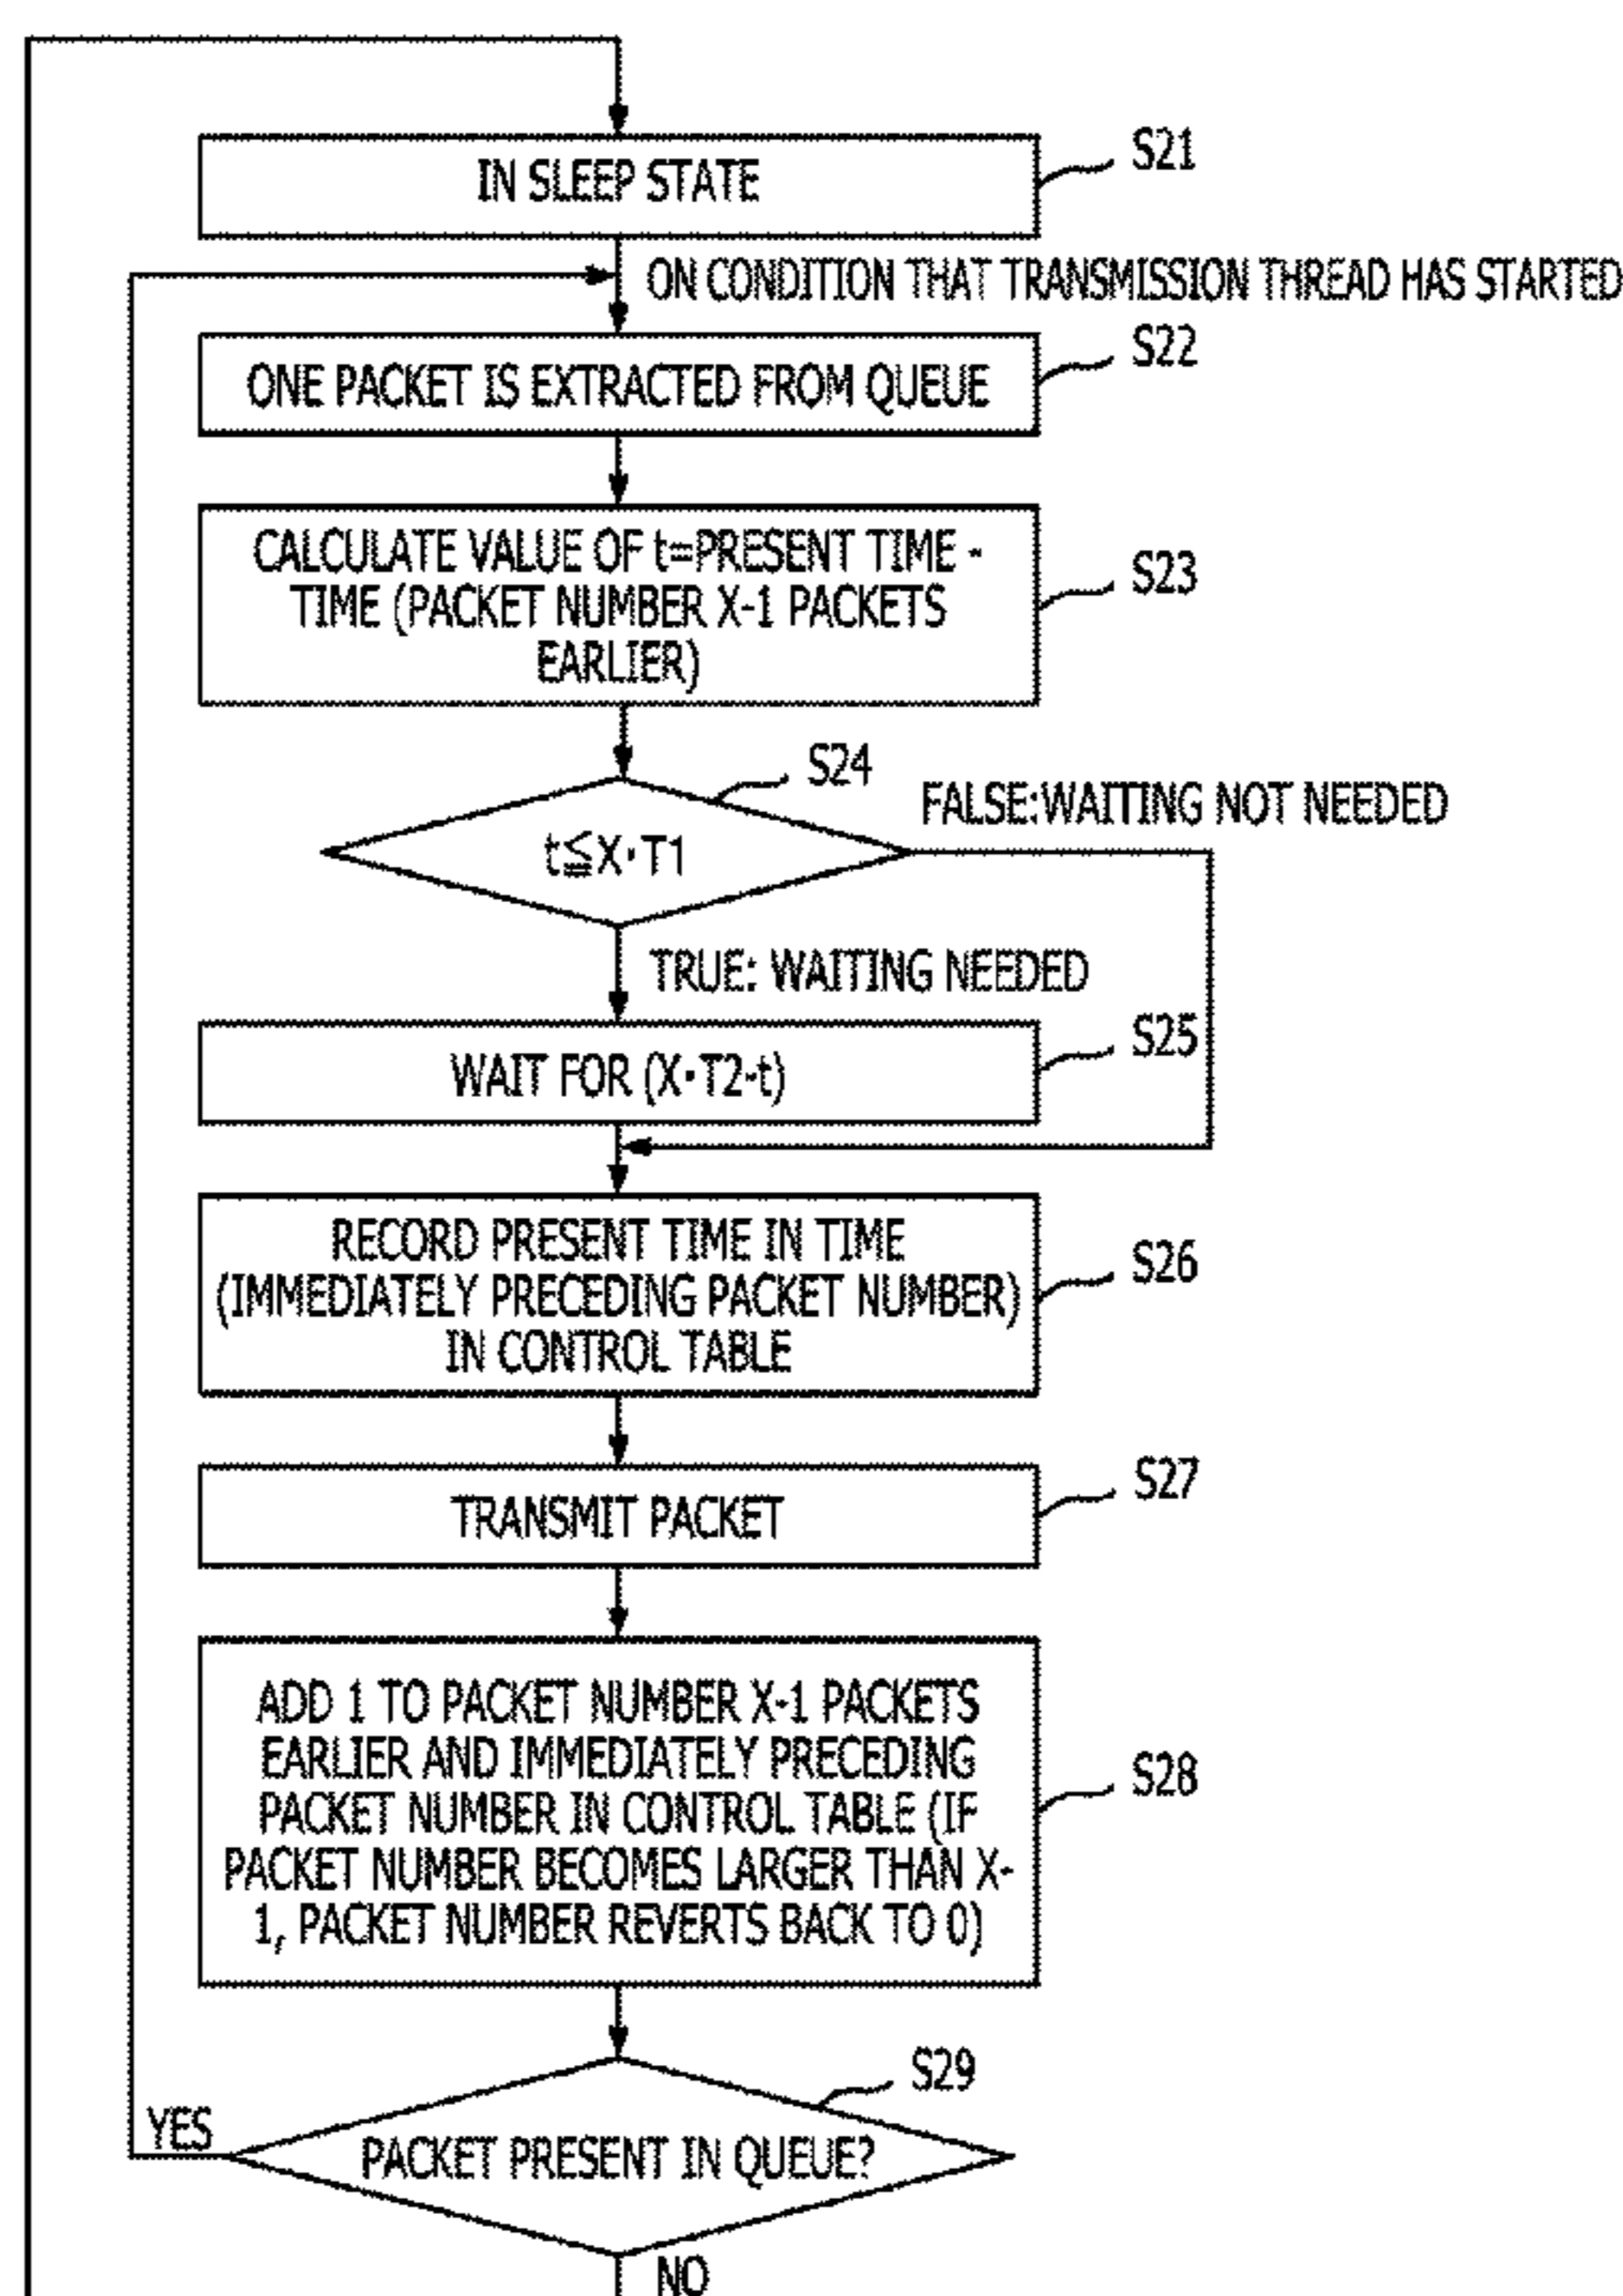 IN SLEEP STATE
S21
ON CONDITION THAT TRANSMISSION THREAD HAS STARTED
S22
ONE PACKET IS EXTRACTED FROM QUEUE
CALCULATE VALUE OF t=PRESENT TIME -
TIME (PACKET NUMBER X-1 PACKETS
EARLIER)
S23
S24
FALSE:WAITING NOT NEEDED
t≦X·T1
TRUE: WAITING NEEDED
S25
WAIT FOR (X·T2-t)
RECORD PRESENT TIME IN TIME
(IMMEDIATELY PRECEDING PACKET NUMBER)
IN CONTROL TABLE
S26
S27
TRANSMIT PACKET
ADD 1 TO PACKET NUMBER X-1 PACKETS
EARLIER AND IMMEDIATELY PRECEDING
PACKET NUMBER IN CONTROL TABLE (IF
PACKET NUMBER BECOMES LARGER THAN X-
1, PACKET NUMBER REVERTS BACK TO 0)
S28
S29
YES
PACKET PRESENT IN QUEUE?
NO